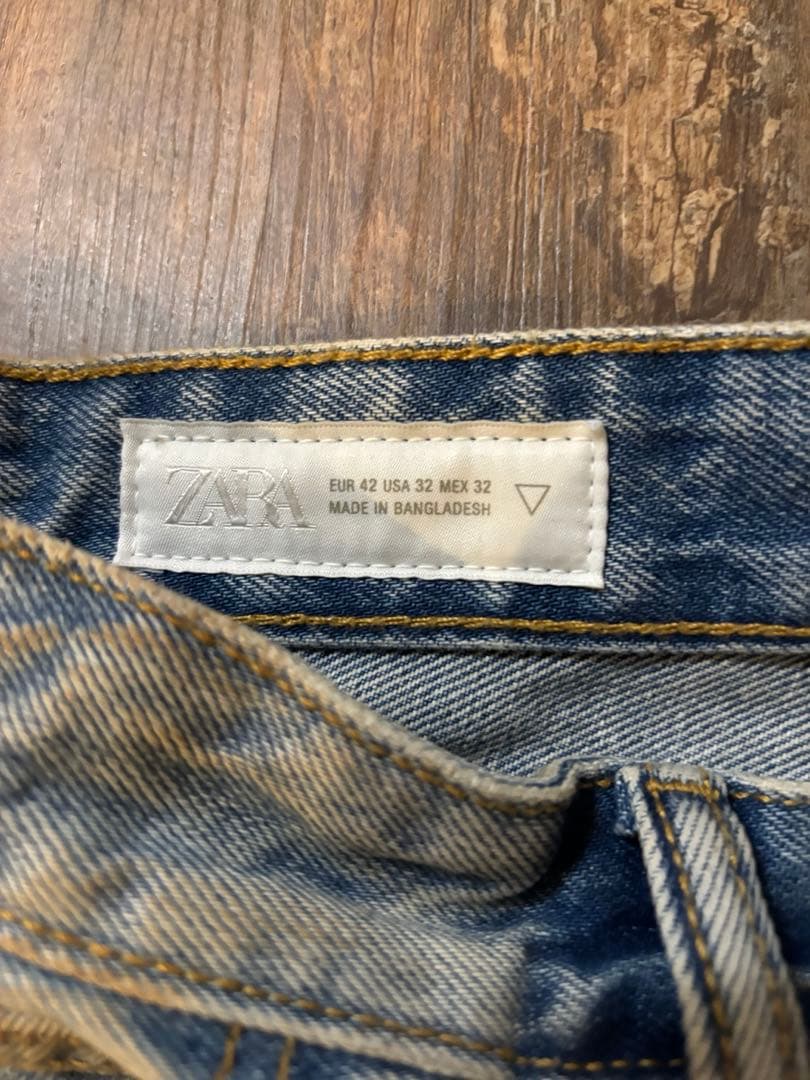 ZARA
EUR 42 USA 32 MEX 32
MADE IN BANGLADESH